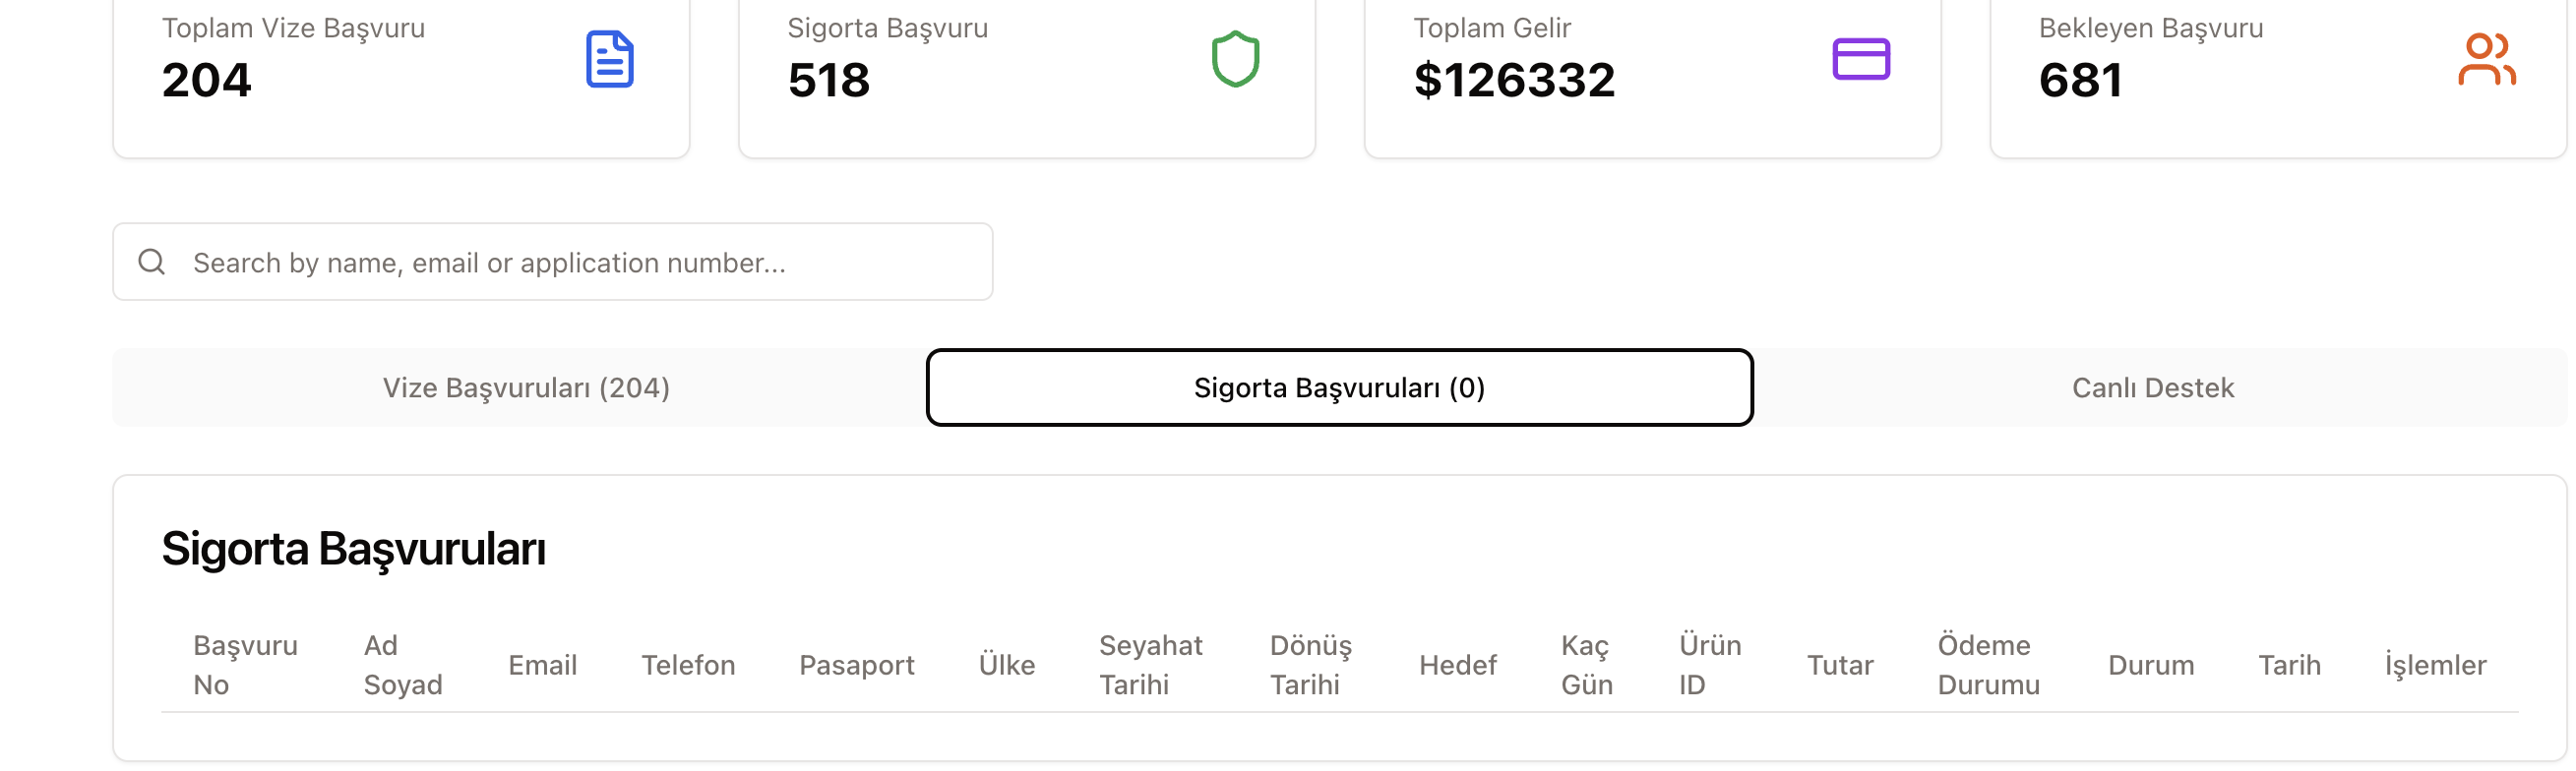 Toplam Vize Başvuru
204
Sigorta Başvuru
518
Toplam Gelir
$126332
Bekleyen Başvuru
681
Search by name, email or application number...
Vize Başvuruları (204)
Sigorta Başvuruları (0)
Canlı Destek
Sigorta Başvuruları
Başvuru No
Ad Soyad
Email
Telefon
Pasaport
Ülke
Seyahat Tarihi
Dönüş Tarihi
Hedef
Kaç Gün
Ürün ID
Tutar
Ödeme Durumu
Durum
Tarih
İşlemler